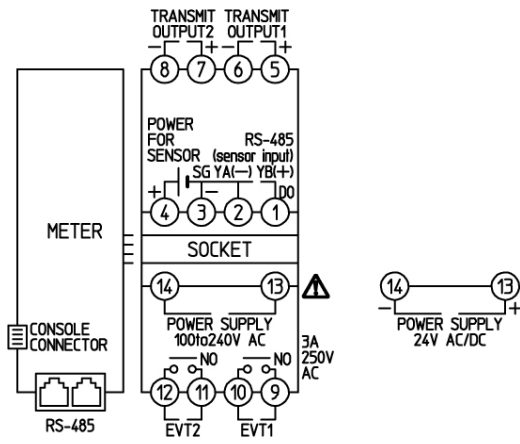 TRANSMIT TRANSMIT
OUTPUT2 OUTPUT1
− + − +
8 7 6 5
POWER
FOR
SENSOR
RS-485
(sensor input)
SG YA(−) YB(+)
+ − DO
4 3 2 1
METER
SOCKET
14 13
POWER SUPPLY
100to240V AC
14 13
− +
POWER SUPPLY
24V AC/DC
CONSOLE
CONNECTOR
3A
250V
AC
NO NO
12 11 10 9
EVT2 EVT1
RS-485